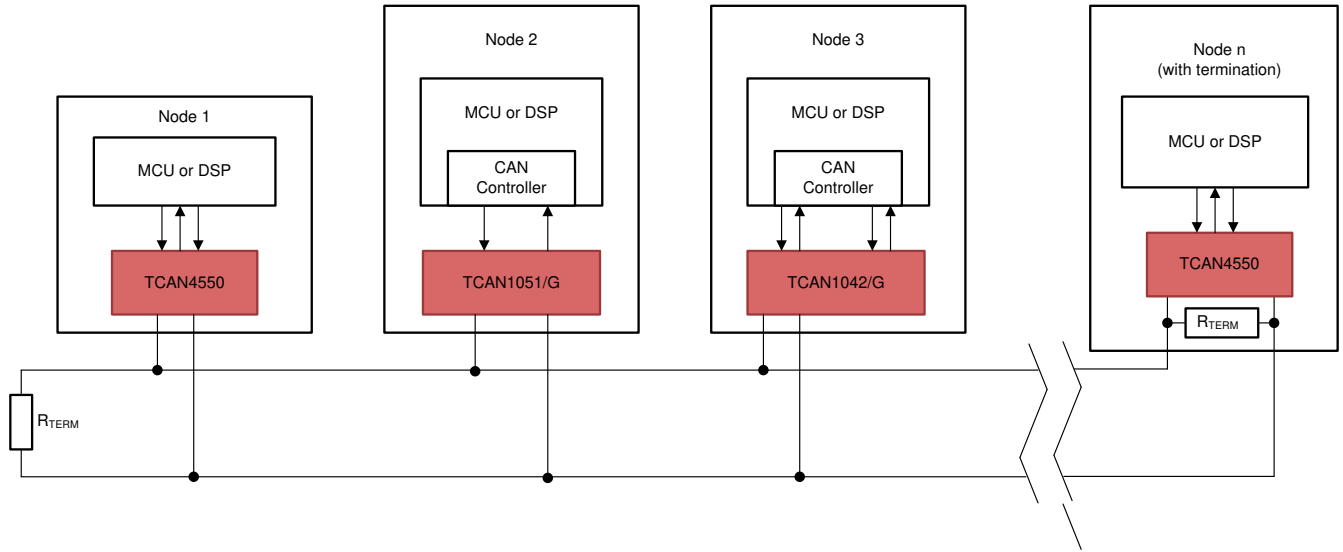 Node 1
MCU or DSP
TCAN4550
Node 2
MCU or DSP
CAN
Controller
TCAN1051/G
Node 3
MCU or DSP
CAN
Controller
TCAN1042/G
Node n
(with termination)
MCU or DSP
TCAN4550
RTERM
RTERM